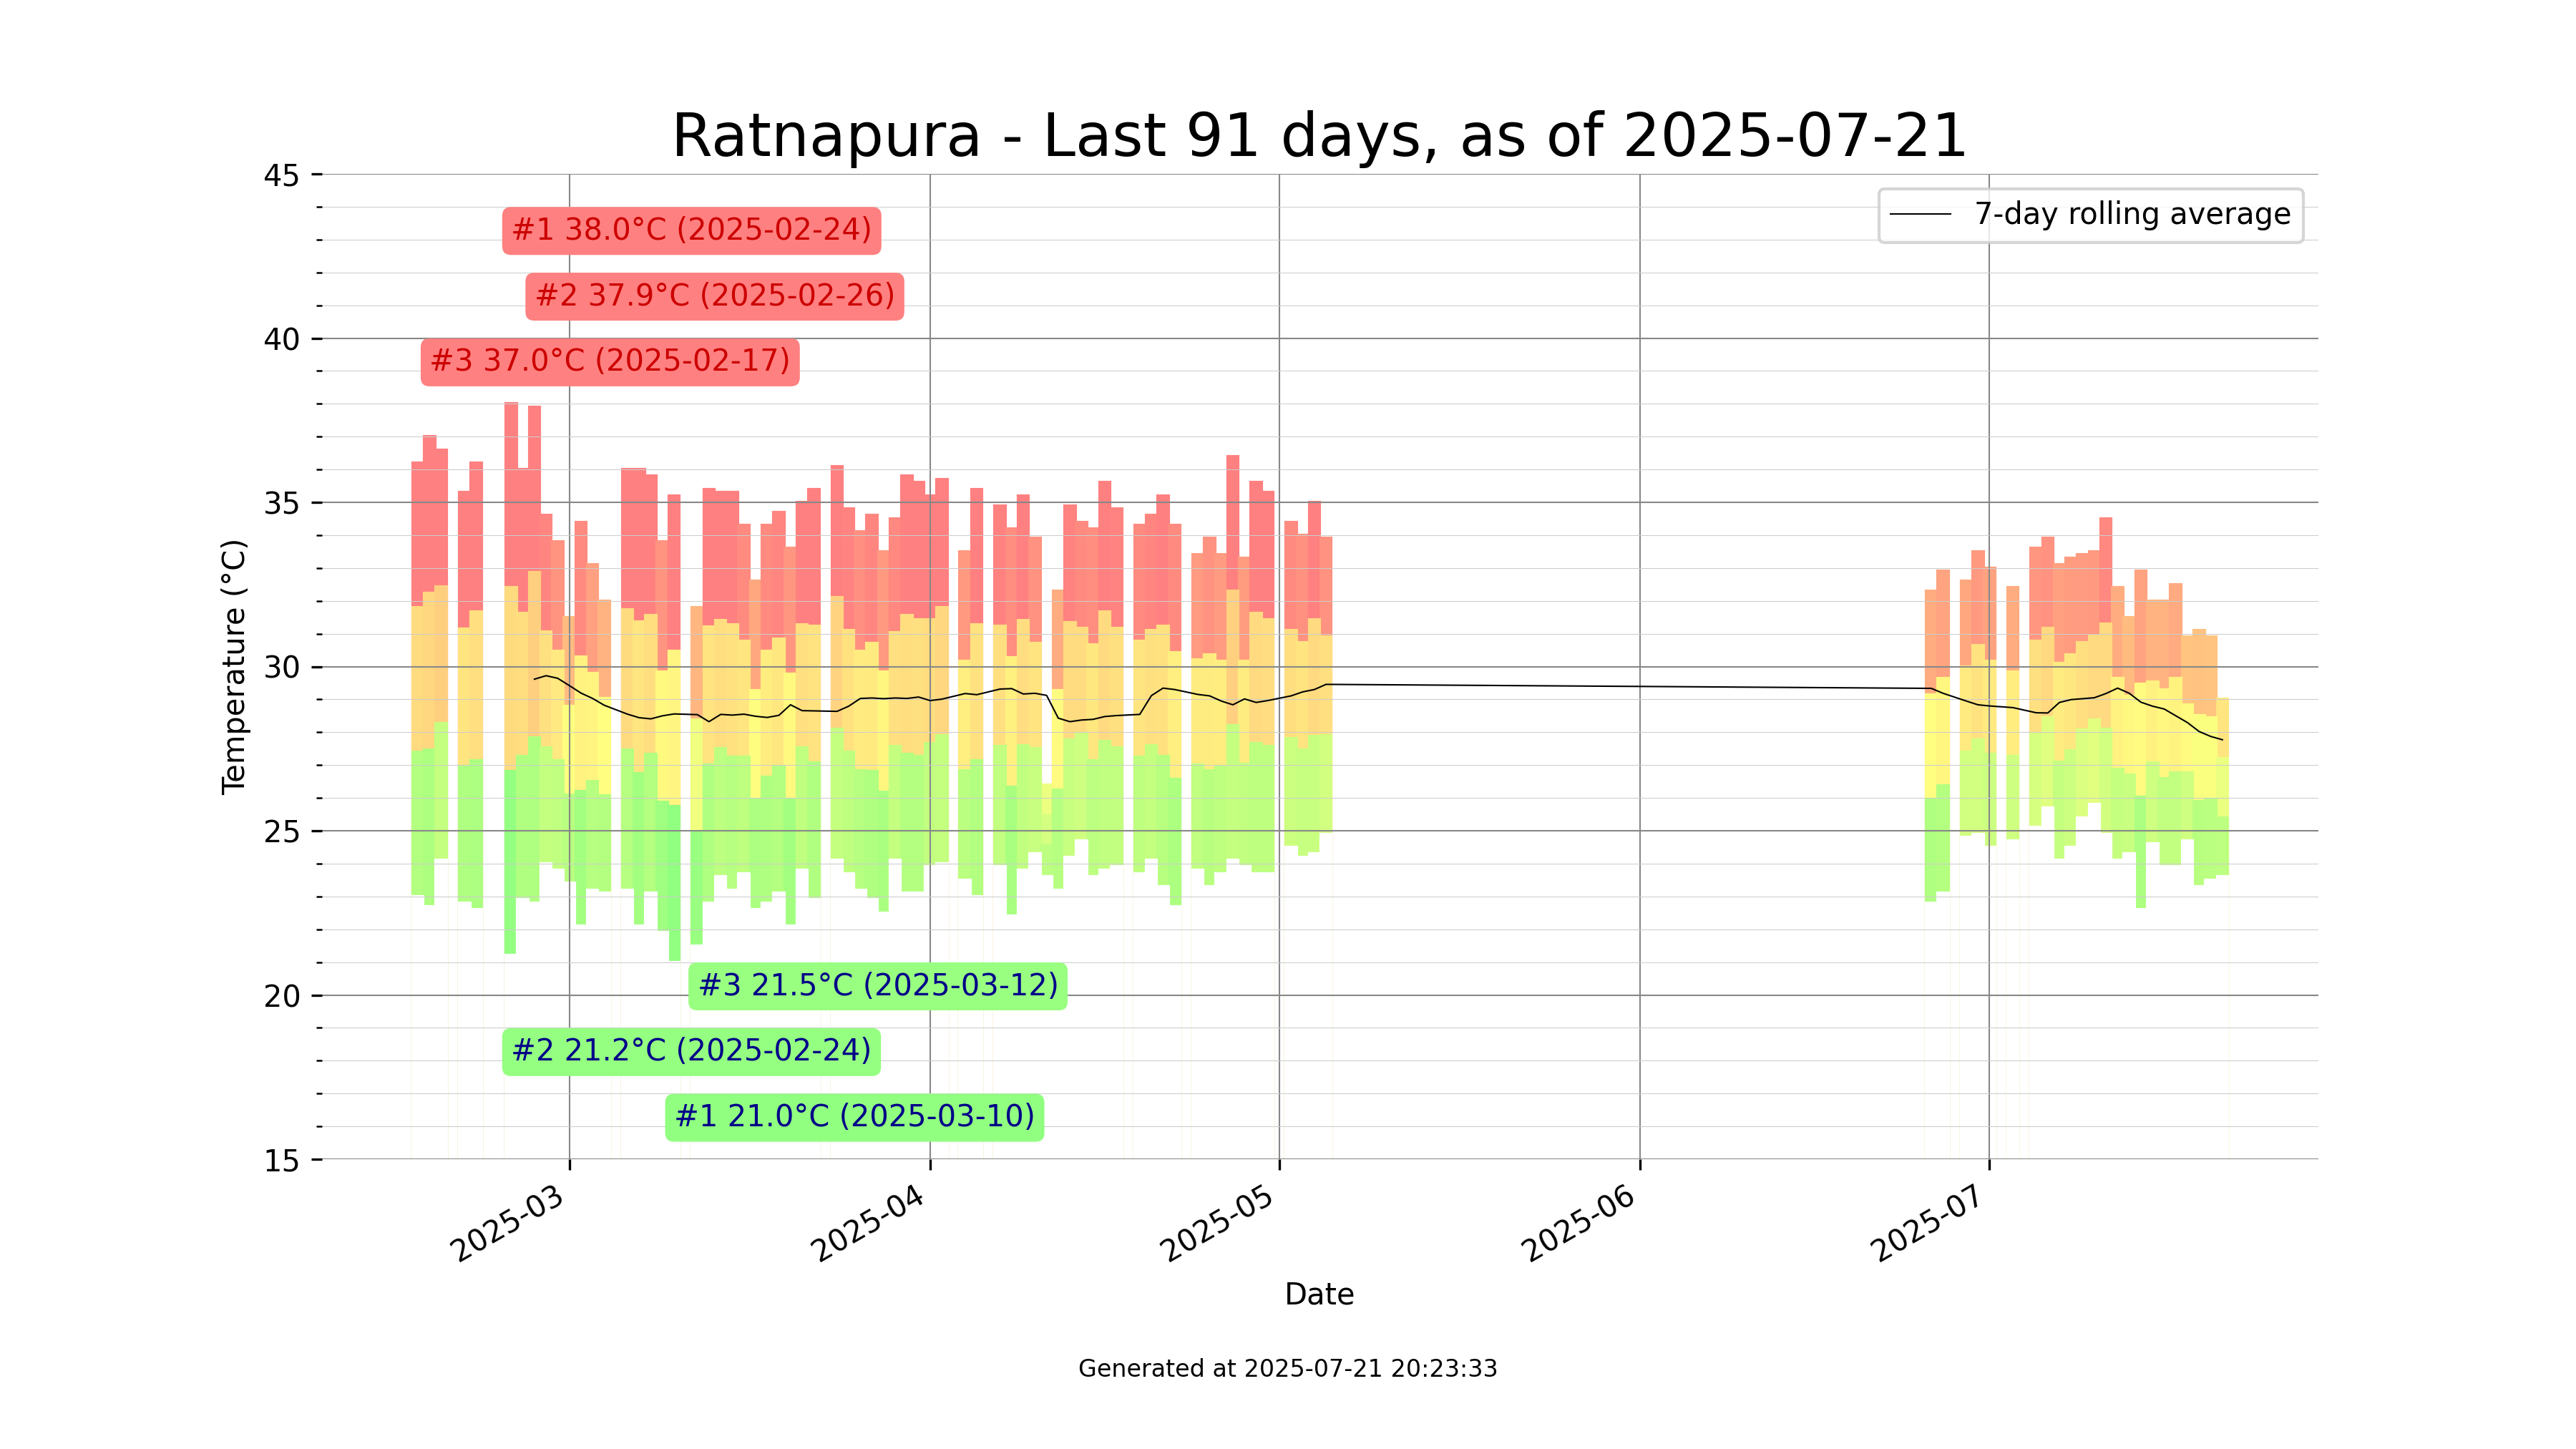 Ratnapura - Last 91 days, as of 2025-07-21
45
40
35
30
25
20
15
Temperature (°C)
#1 38.0°C (2025-02-24)
#2 37.9°C (2025-02-26)
#3 37.0°C (2025-02-17)
7-day rolling average
#3 21.5°C (2025-03-12)
#2 21.2°C (2025-02-24)
#1 21.0°C (2025-03-10)
2025-03
2025-04
2025-05
2025-06
2025-07
Date
Generated at 2025-07-21 20:23:33